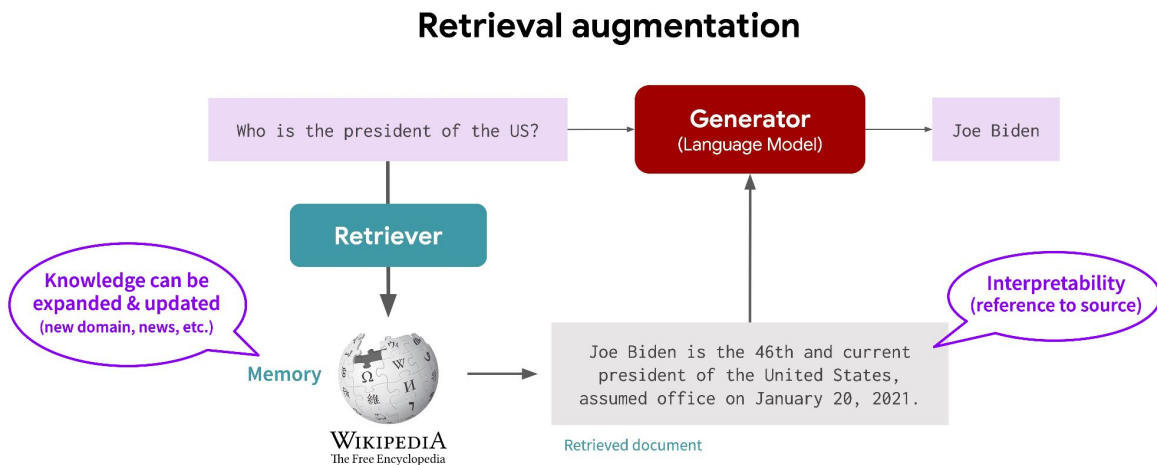 Retrieval augmentation
Who is the president of the US?
Generator
(Language Model)
Joe Biden
Retriever
Knowledge can be
expanded & updated
(new domain, news, etc.)
Interpretability
(reference to source)
Memory
Ω
W
И
維
7
WIKIPEDIA
The Free Encyclopedia
Joe Biden is the 46th and current
president of the United States,
assumed office on January 20, 2021.
Retrieved document